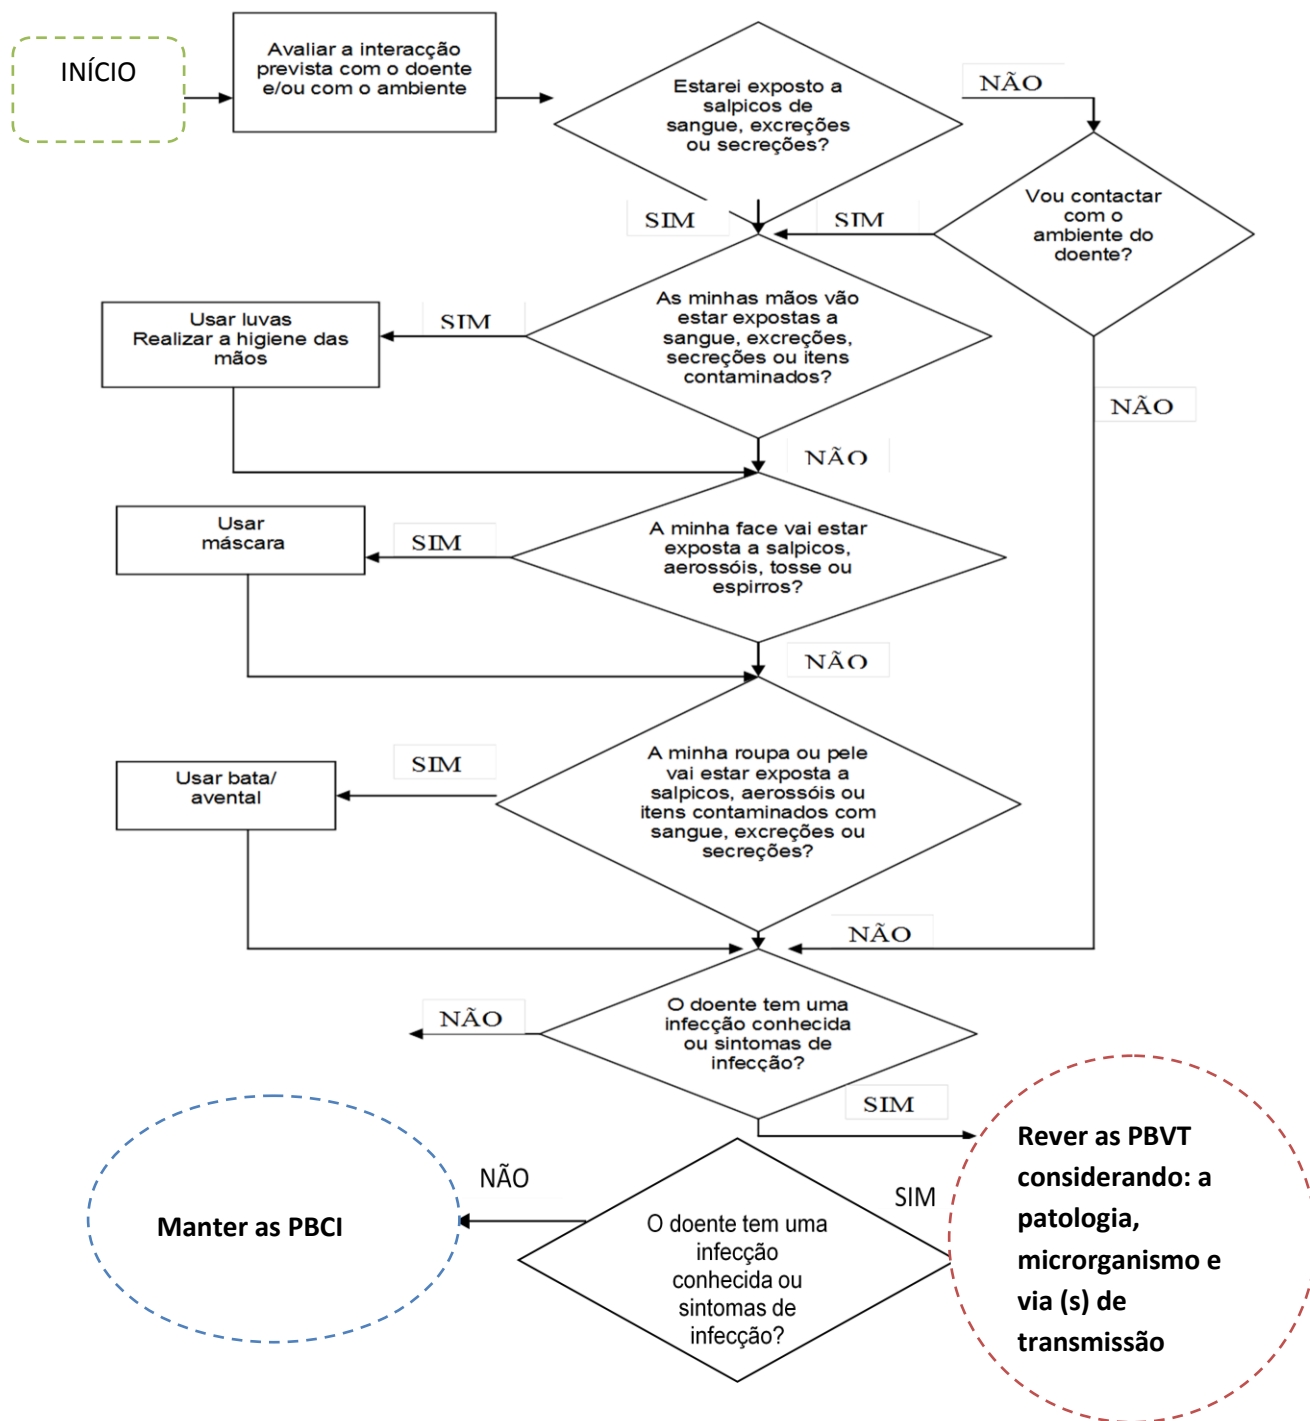 INÍCIO
Avaliar a interacção
prevista com o doente
e/ou com o ambiente
Estarei exposto a
salpicos de
sangue, excreções
ou secreções?
NÃO
Vou contactar
com o
ambiente do
doente?
SIM
SIM
As minhas mãos vão
estar expostas a
sangue, excreções,
secreções ou itens
contaminados?
SIM
Usar luvas
Realizar a higiene das
mãos
NÃO
NÃO
A minha face vai estar
exposta a salpicos,
aerossóis, tosse ou
espirros?
SIM
Usar
máscara
NÃO
A minha roupa ou pele
vai estar exposta a
salpicos, aerossóis ou
itens contaminados com
sangue, excreções ou
secreções?
SIM
Usar bata/
avental
NÃO
O doente tem uma
infecção conhecida
ou sintomas de
infecção?
NÃO
SIM
Rever as PBVT
considerando: a
patologia,
microrganismo e
via (s) de
transmissão
NÃO
SIM
O doente tem uma
infecção
conhecida ou
sintomas de
infecção?
Manter as PBCI